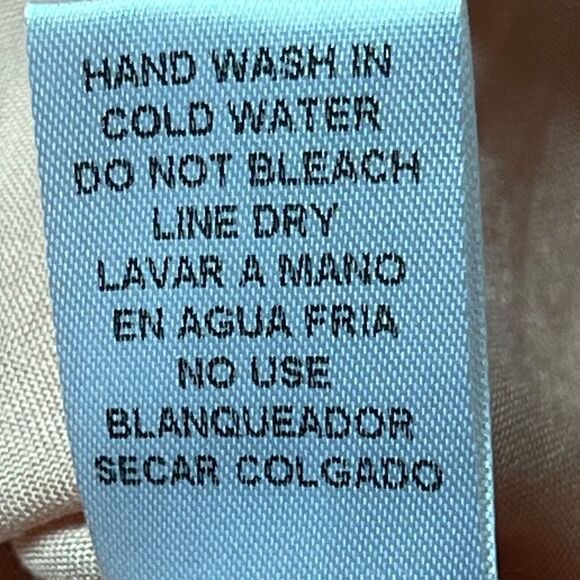 HAND WASH IN
COLD WATER
DO NOT BLEACH
LINE DRY
LAVAR A MANO
EN AGUA FRIA
NO USE
BLANQUEADOR
SECAR COLGADO